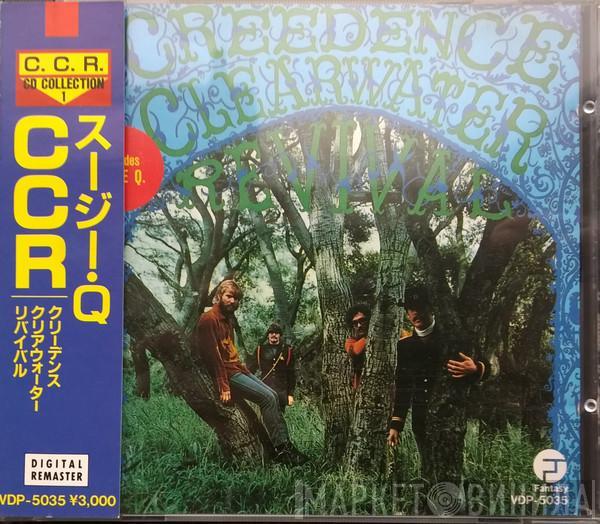 C. C. R.
CD COLLECTION
1
スージー・Q
CCR
クリーデンス
クリアウォーター
リバイバル
DIGITAL
REMASTER
VDP-5035 ¥3,000
CREEDENCE
CLEARWATER
REVIVAL
Q.
Fantasy
VDP-5035
МАРКЕТ ВИНИЛА